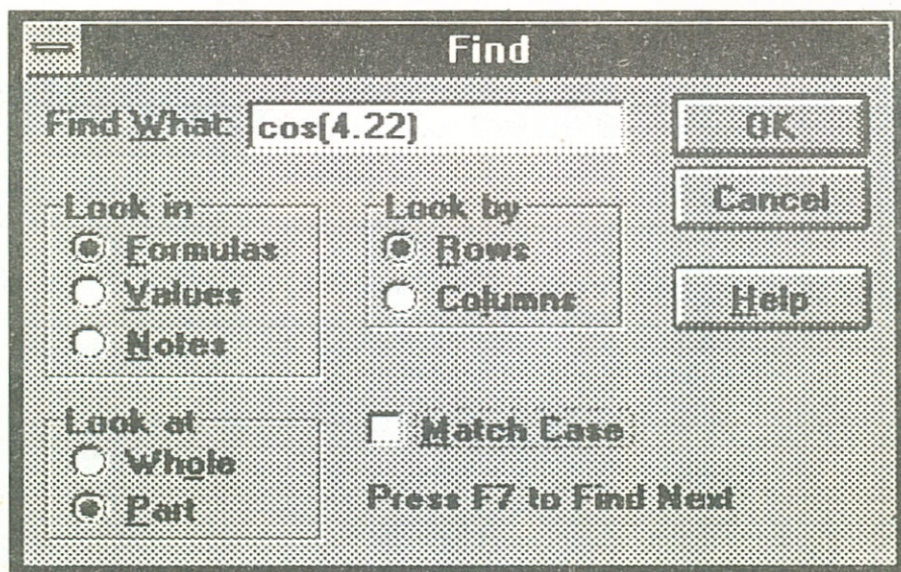 Find
Find What: cos(4.22)
OK
Cancel
Help
Look in
Formulas
Values
Notes
Look by
Rows
Columns
Look at
Whole
Part
Match Case
Press F7 to Find Next